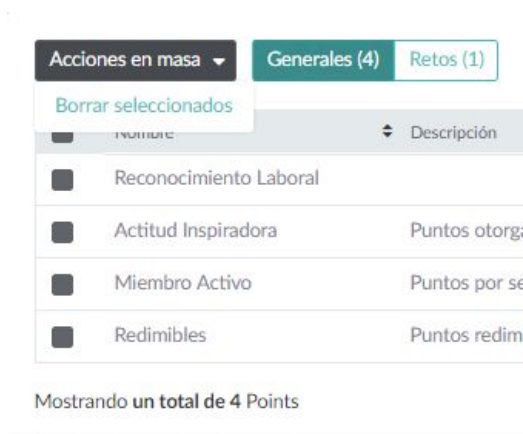 Acciones en masa Generales (4) Retos (1)
Borrar seleccionados
Nombre Descripción
Reconocimiento Laboral
Actitud Inspiradora Puntos otorga
Miembro Activo Puntos por se
Redimibles Puntos redim
Mostrando un total de 4 Points